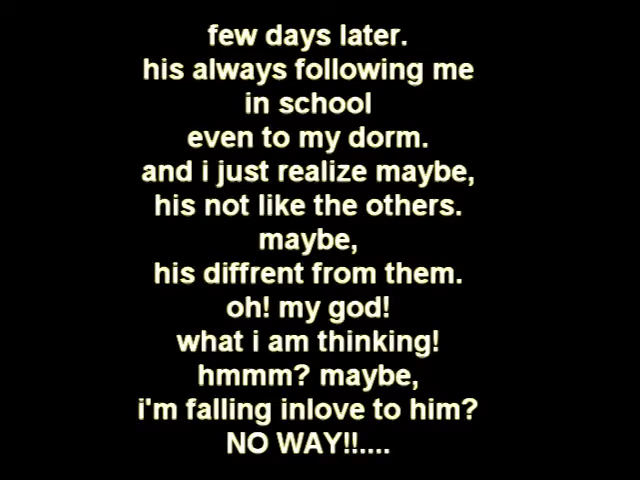 few days later.
his always following me
in school
even to my dorm.
and i just realize maybe,
his not like the others.
maybe,
his diffrent from them.
oh! my god!
what i am thinking!
hmmm? maybe,
i'm falling inlove to him?
NO WAY!!....